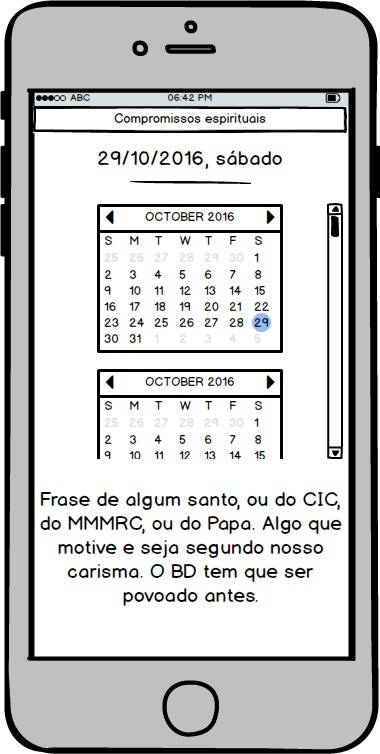 ABC 06:42 PM
Compromissos espirituais
29/10/2016, sábado
OCTOBER 2016
S M T W T F S
25 26 27 28 29 30 1
2 3 4 5 6 7 8
9 10 11 12 13 14 15
16 17 18 19 20 21 22
23 24 25 26 27 28 29
30 31 1 2 3 4 5
OCTOBER 2016
S M T W T F S
25 26 27 28 29 30 1
2 3 4 5 6 7 8
9 10 11 12 13 14 15
Frase de algum santo, ou do CIC,
do MMMRC, ou do Papa. Algo que
motive e seja segundo nosso
carisma. O BD tem que ser
povoado antes.